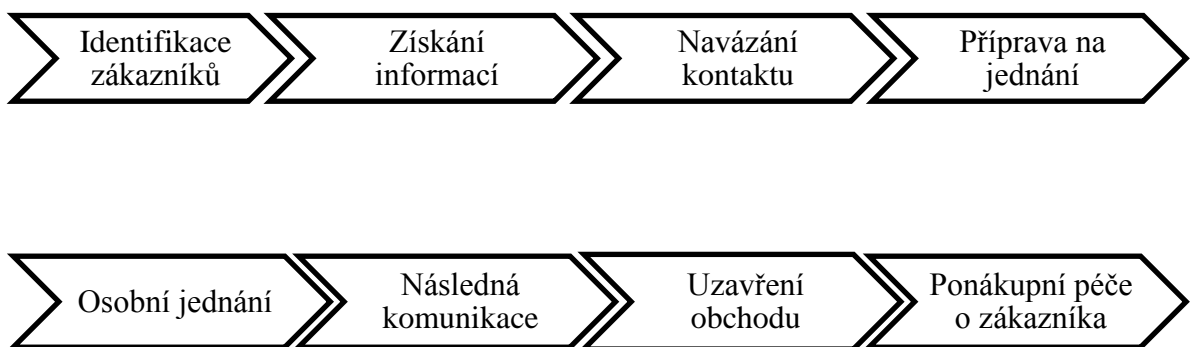 Identifikace
zákazníků
Získání
informací
Navázání
kontaktu
Příprava na
jednání
Osobní jednání
Následná
komunikace
Uzavření
obchodu
Ponákupní péče
o zákazníka